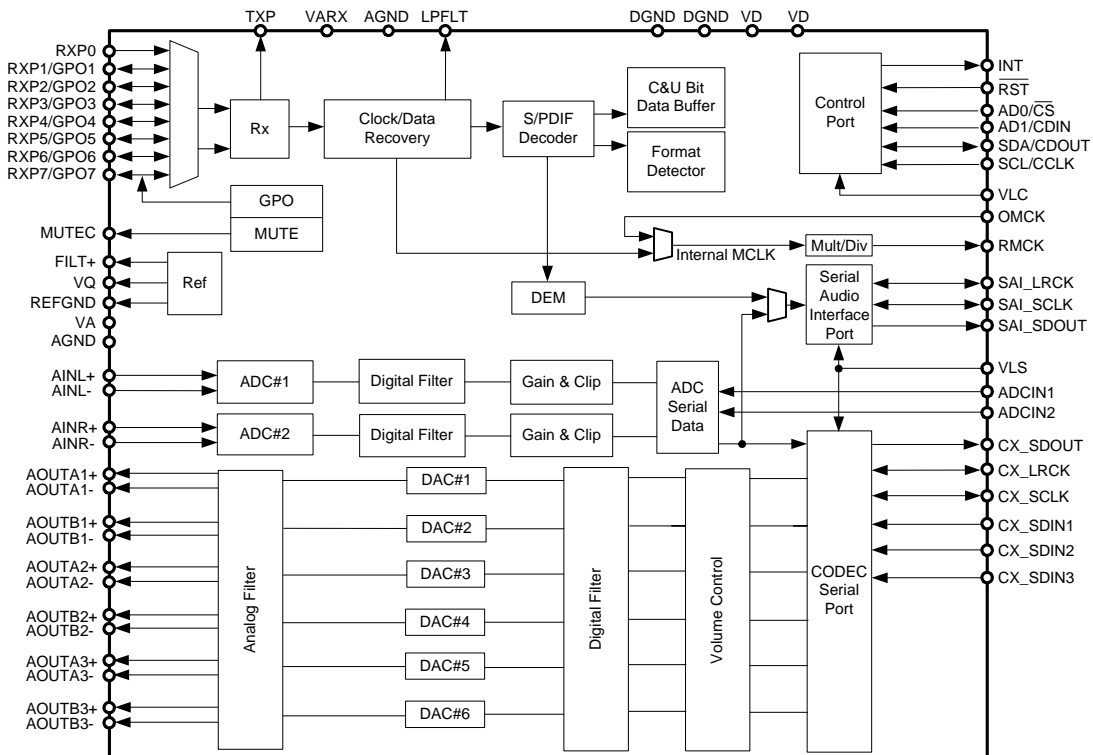 TXP
VARX
AGND
LPFLT
DGND
DGND
VD
VD
RXP0
RXP1/GPO1
RXP2/GPO2
RXP3/GPO3
RXP4/GPO4
RXP5/GPO5
RXP6/GPO6
RXP7/GPO7
MUTEC
FILT+
VQ
REFGND
VA
AGND
AINL+
AINL-
AINR+
AINR-
AOUTA1+
AOUTA1-
AOUTB1+
AOUTB1-
AOUTA2+
AOUTA2-
AOUTB2+
AOUTB2-
AOUTA3+
AOUTA3-
AOUTB3+
AOUTB3-
Rx
Clock/Data
Recovery
S/PDIF
Decoder
C&U Bit
Data Buffer
Format
Detector
Control
Port
GPO
MUTE
Ref
Internal MCLK
Mult/Div
DEM
Serial
Audio
Interface
Port
ADC#1
Digital Filter
Gain & Clip
ADC#2
Digital Filter
Gain & Clip
ADC
Serial
Data
Analog Filter
DAC#1
DAC#2
DAC#3
DAC#4
DAC#5
DAC#6
Digital Filter
Volume Control
CODEC
Serial
Port
INT
RST
AD0/CS
AD1/CDIN
SDA/CDOUT
SCL/CCLK
VLC
OMCK
RMCK
SAI_LRCK
SAI_SCLK
SAI_SDOUT
VLS
ADCIN1
ADCIN2
CX_SDOUT
CX_LRCK
CX_SCLK
CX_SDIN1
CX_SDIN2
CX_SDIN3